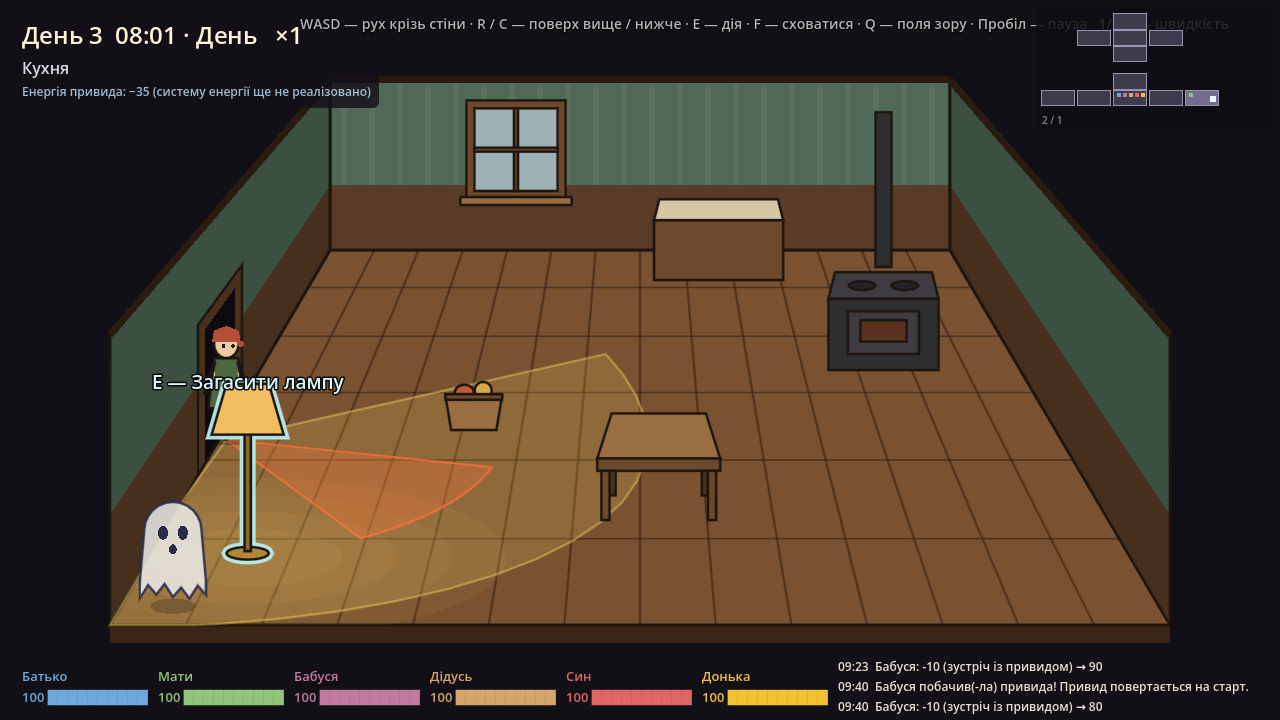 День 3  08:01 · День  ×1
WASD — рух крізь стіни · R / C — поверх вище / нижче · E — дія · F — сховатися · Q — поля зору · Пробіл — пауза · 1/ — швидкість
Кухня
Енергія привида: −35 (систему енергії ще не реалізовано)
2 / 1
E — Загасити лампу
Батько
100
Мати
100
Бабуся
100
Дідусь
100
Син
100
Донька
100
09:23  Бабуся: -10 (зустріч із привидом) → 90
09:40  Бабуся побачив(-ла) привида! Привид повертається на старт.
09:40  Бабуся: -10 (зустріч із привидом) → 80